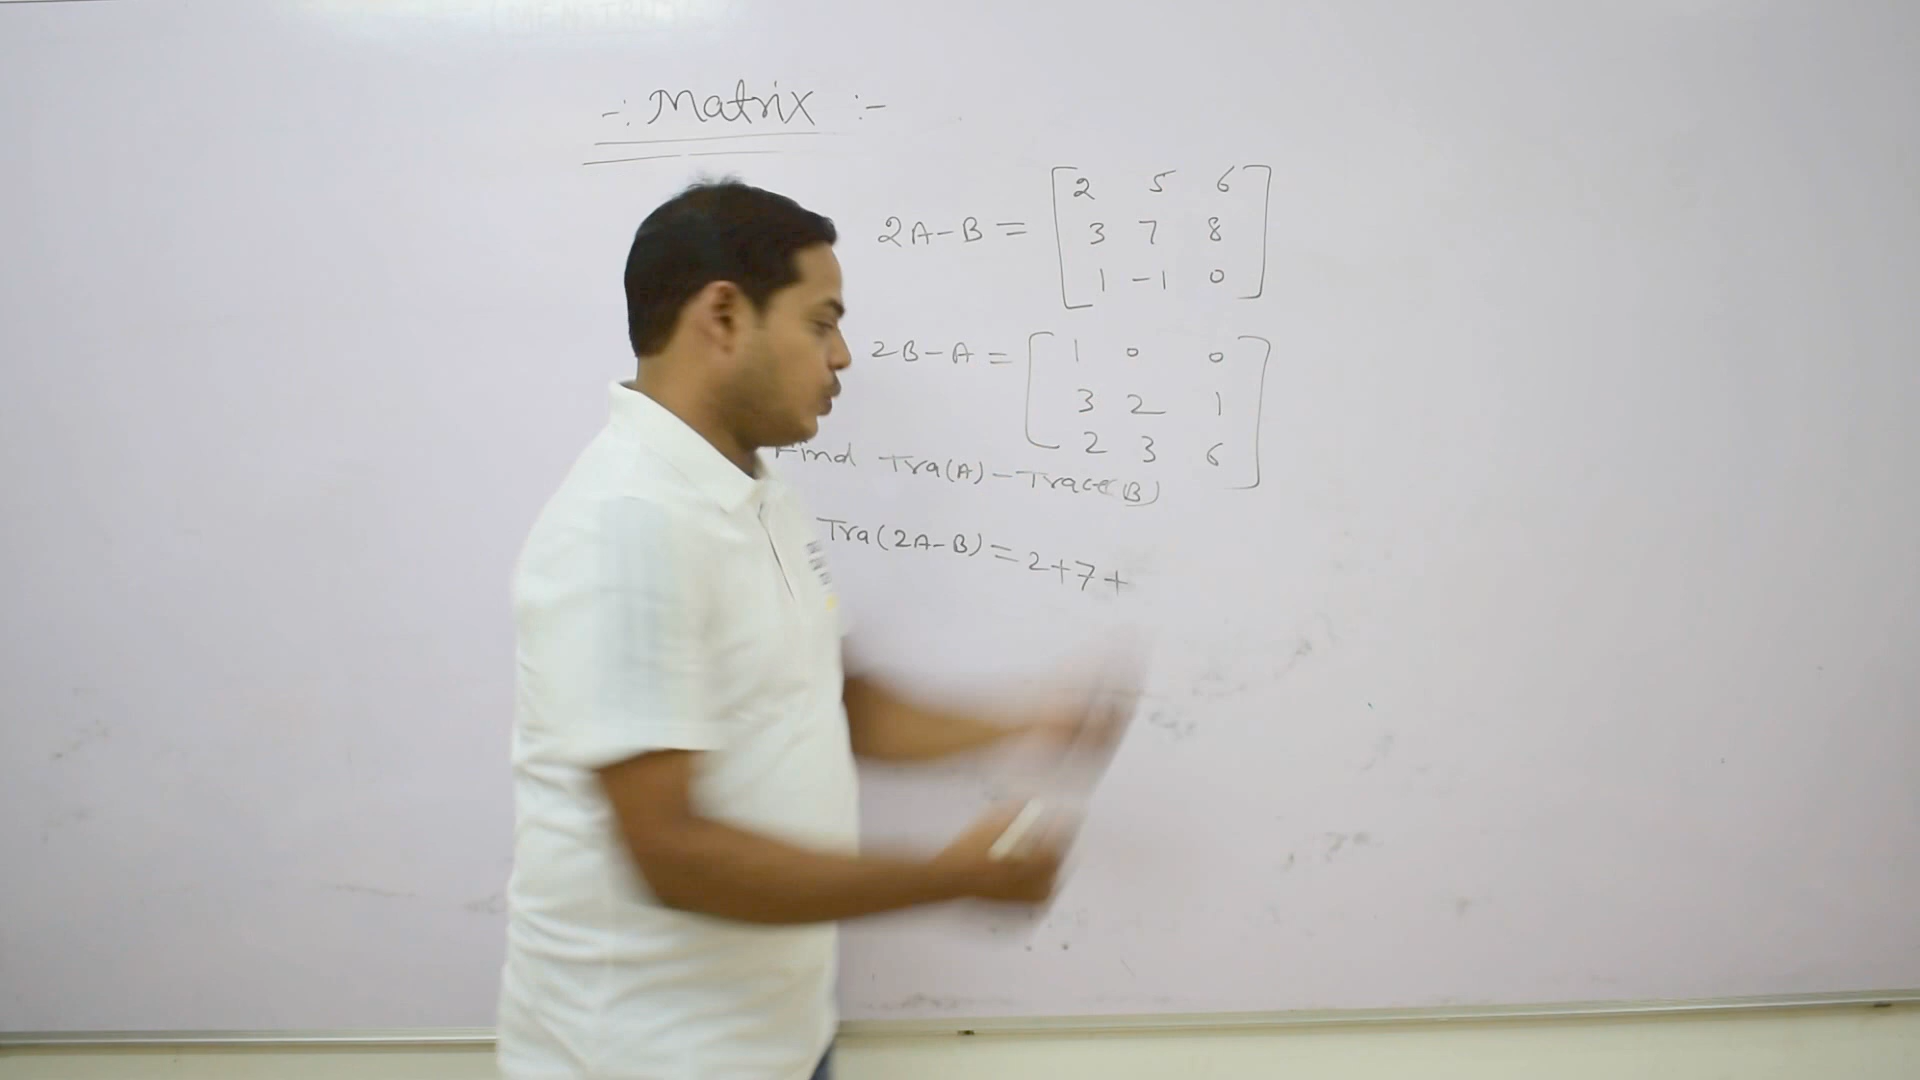 -: Matrix :-
2A-B = [2 5 6
3 7 8
1 -1 0]
2B-A = [1 0 0
3 2 1
2 3 6]
Find Tra(A)-Trace(B)
Tra(2A-B) = 2+7+